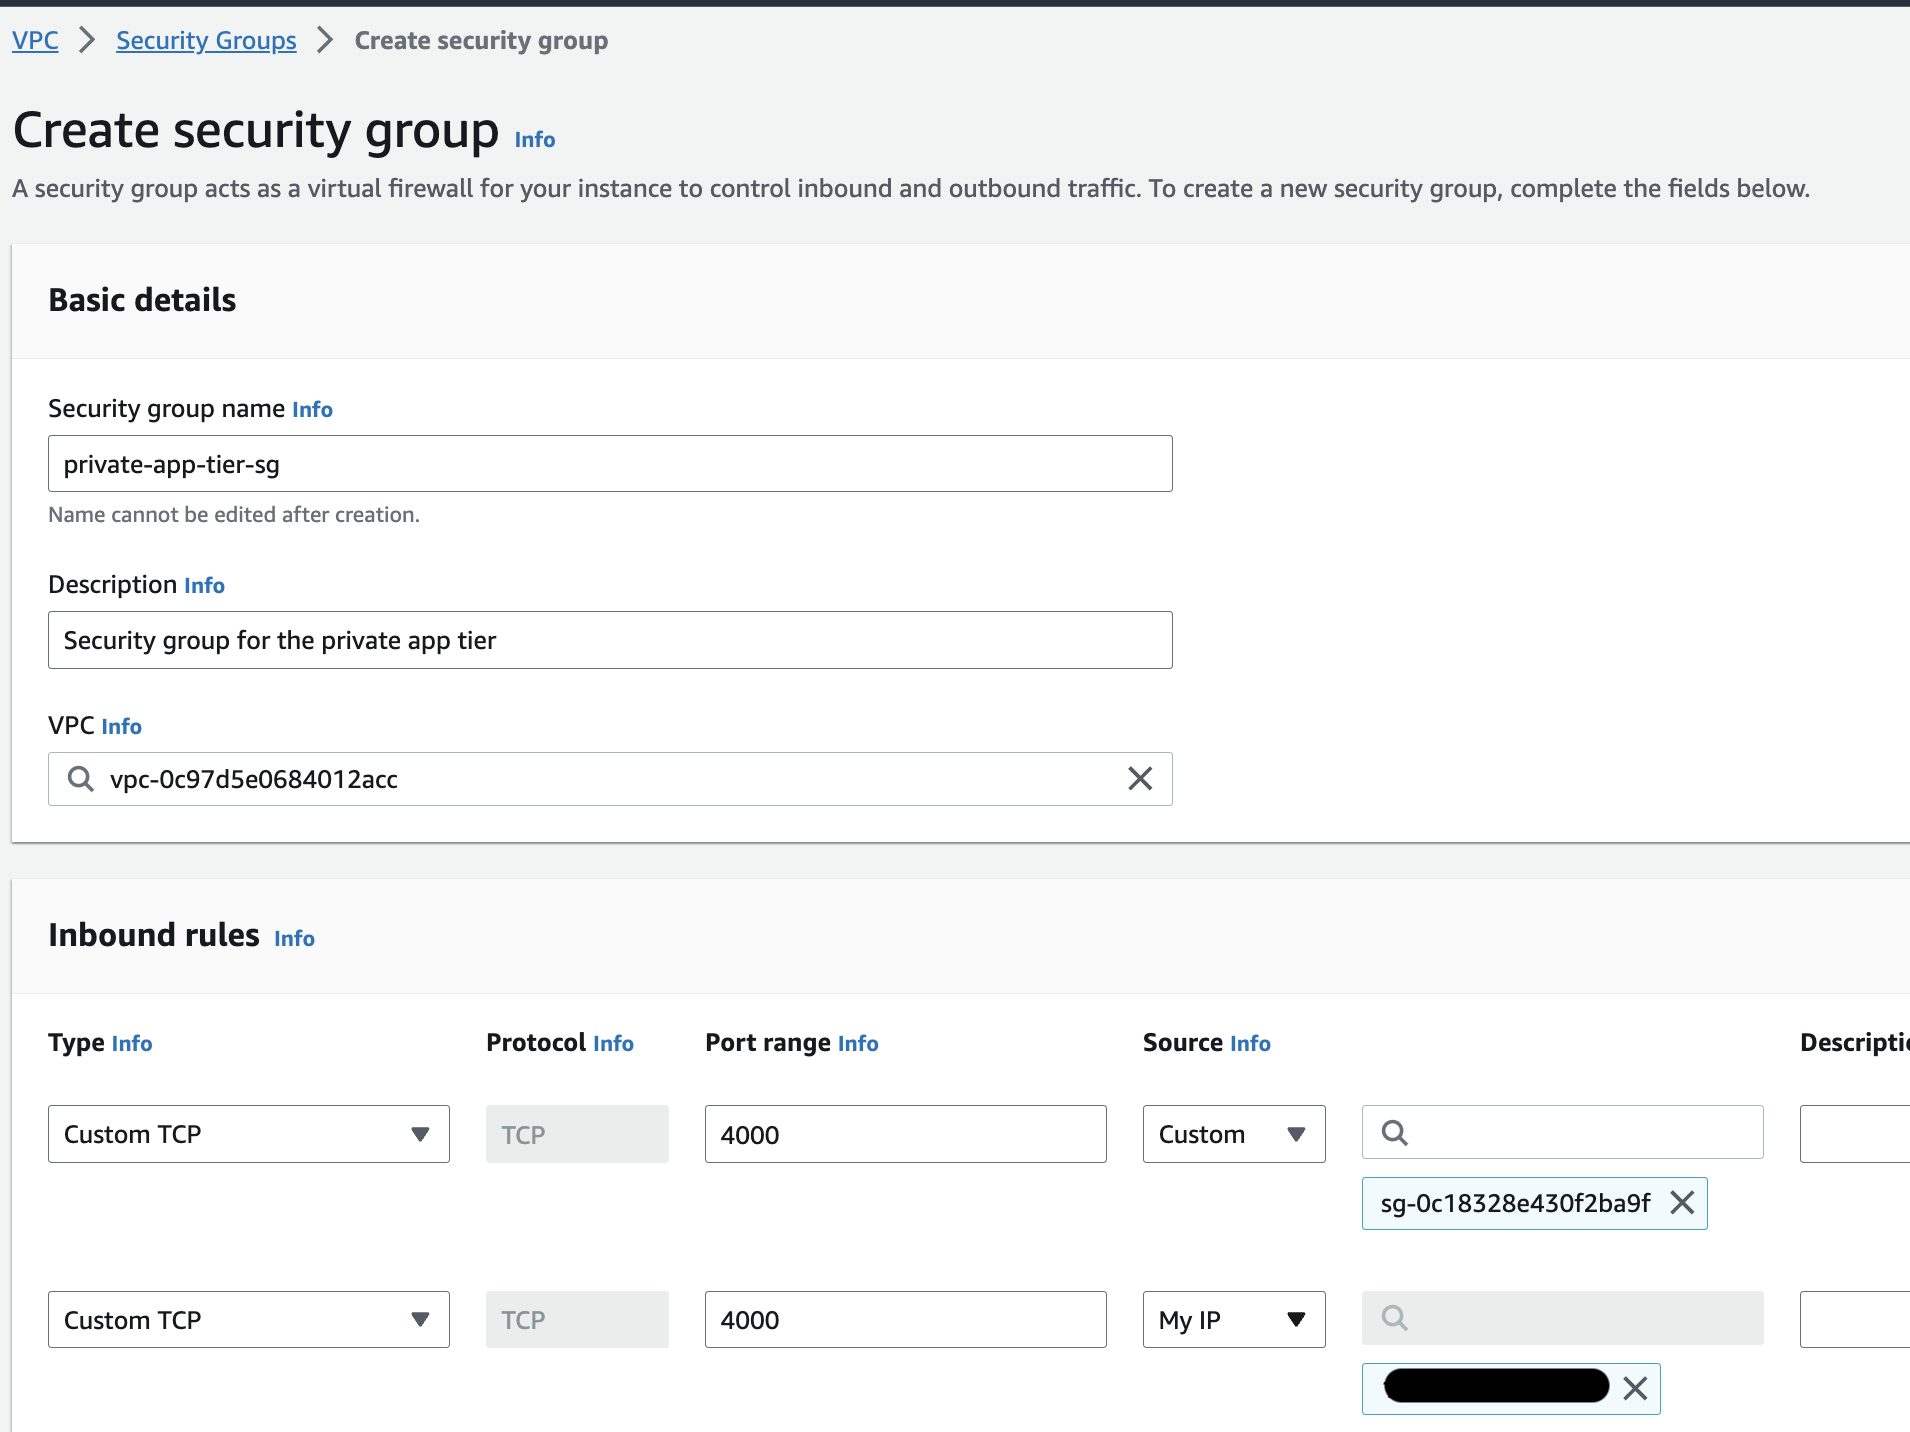 VPC > Security Groups > Create security group
Create security group Info
A security group acts as a virtual firewall for your instance to control inbound and outbound traffic. To create a new security group, complete the fields below.
Basic details
Security group name Info
private-app-tier-sg
Name cannot be edited after creation.
Description Info
Security group for the private app tier
VPC Info
vpc-0c97d5e0684012acc
Inbound rules Info
Type Info Protocol Info Port range Info Source Info
Custom TCP TCP 4000 Custom
sg-0c18328e430f2ba9f
Custom TCP TCP 4000 My IP